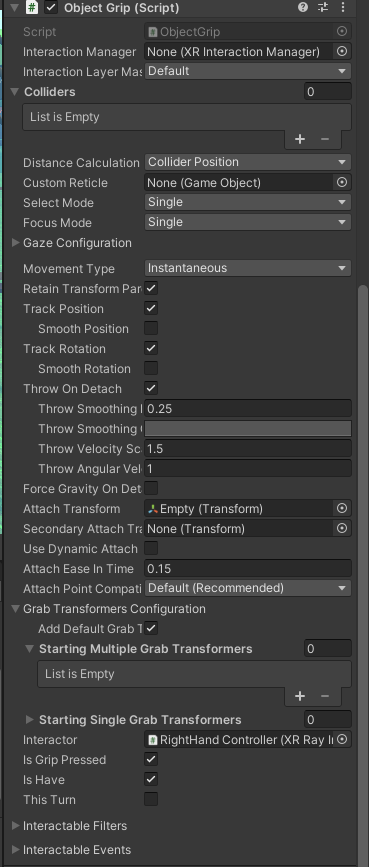 Object Grip (Script)
Script ObjectGrip
Interaction Manager None (XR Interaction Manager)
Interaction Layer Mas Default
Colliders 0
List is Empty
+ −
Distance Calculation Collider Position
Custom Reticle None (Game Object)
Select Mode Single
Focus Mode Single
Gaze Configuration
Movement Type Instantaneous
Retain Transform Par
Track Position
Smooth Position
Track Rotation
Smooth Rotation
Throw On Detach
Throw Smoothing 0.25
Throw Smoothing
Throw Velocity Sc 1.5
Throw Angular Vel 1
Force Gravity On Det
Attach Transform Empty (Transform)
Secondary Attach Tra None (Transform)
Use Dynamic Attach
Attach Ease In Time 0.15
Attach Point Compati Default (Recommended)
Grab Transformers Configuration
Add Default Grab T
Starting Multiple Grab Transformers 0
List is Empty
+ −
Starting Single Grab Transformers 0
Interactor RightHand Controller (XR Ray In
Is Grip Pressed
Is Have
This Turn
Interactable Filters
Interactable Events